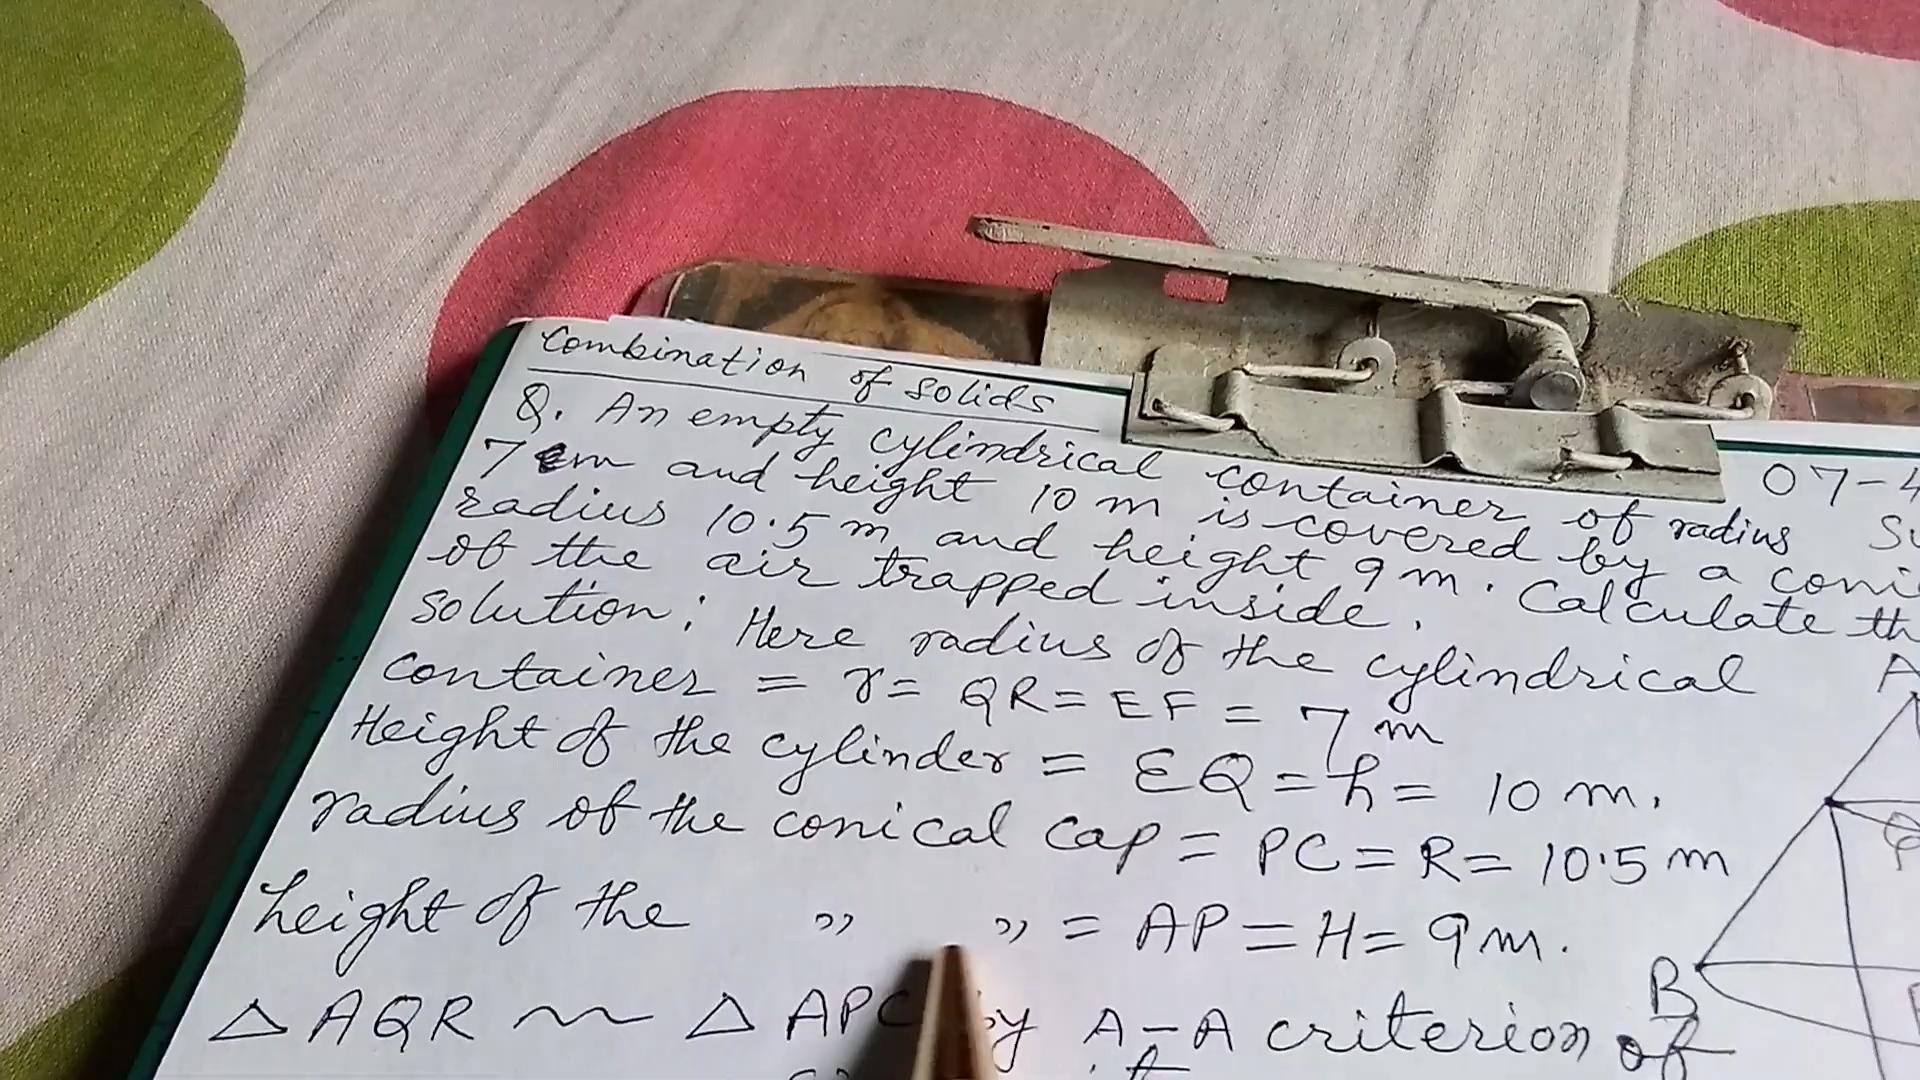 Combination of solids
07-4
Q. An empty cylindrical container of radius
7 m and height 10 m is covered by a conic
radius 10.5 m and height 9 m. Calculate th
of the air trapped inside.
Solution: Here radius of the cylindrical
container = r = QR = EF = 7 m
Height of the cylinder = EQ = h = 10 m.
radius of the conical cap = PC = R = 10.5 m
height of the " " = AP = H = 9 m.
△ AQR ~ △ APC by A-A criterion of
A
B